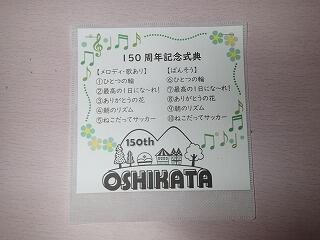 150周年記念式典
【メロディ・歌あり】
①ひとつの輪
②最高の1日にな~れ!
③ありがとうの花
④朝のリズム
⑤ねこだってサッカー
【ばんそう】
⑥ひとつの輪
⑦最高の1日にな~れ!
⑧ありがとうの花
⑨朝のリズム
⑩ねこだってサッカー
150th
OSHIKATA